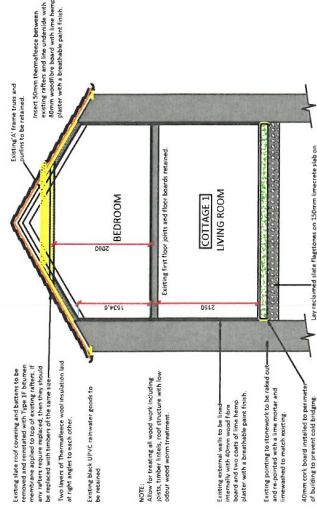 Existing slate roof covering and battens to be
removed and reinstated with Type 1F bitumen
membrane applied to top of existing rafters. If
any rafters require replaced, then they should
be replaced with timbers of the same size
Two layers of Thermafleece wool insulation laid
at right angles to each other.
Existing black UPVC rainwater goods to
be retained
NOTE:
Allow for treating all wood work including
joists, timber lintels, roof structure with low
odour wood worm treatment.
Existing external walls to be lined
internally with 40mm wood fibre
board and two coats of lime hemp
plaster with a breathable paint finish.
Existing pointing to stonework to be raked out
and re-pointed with a lime mortar and
limewashed to match existing.
40mm cork board installed to perimeter
of building to prevent cold bridging.
Existing 'A' frame truss and
purlins to be retained.
Insert 50mm thermafleece between
existing rafters and line underside with
80mm woodfibre board with lime hemp
plaster with a breathable paint finish.
2960
1534.0
BEDROOM
Existing first floor joists and floor boards retained.
COTTAGE 1
LIVING ROOM
2150
Lay reclaimed slate flagstones on 150mm limecrete slab on